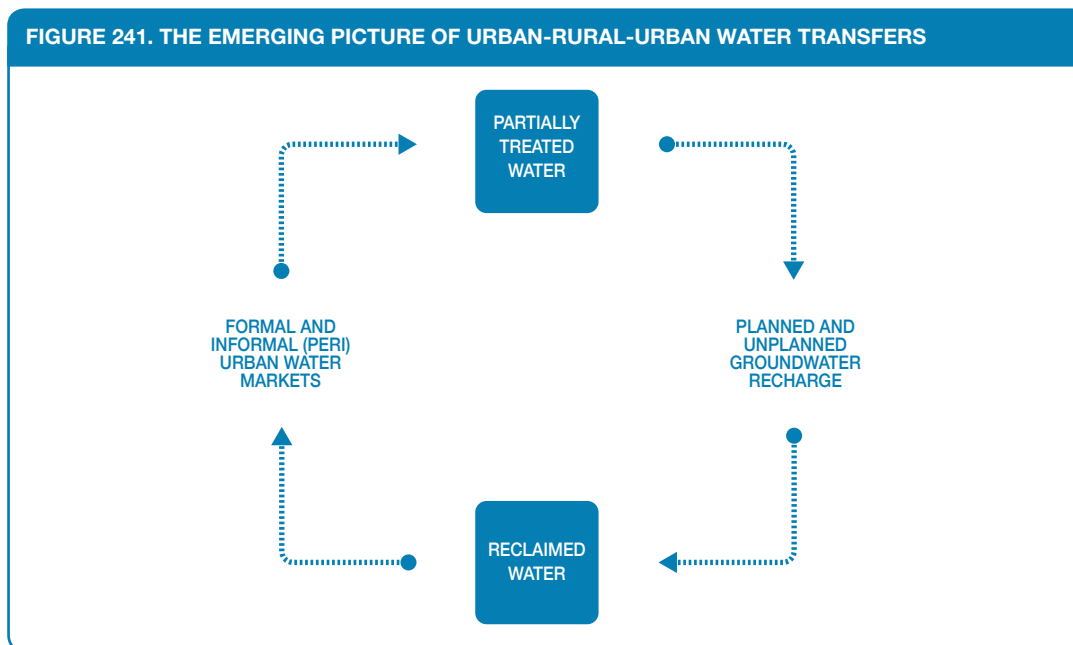 FIGURE 241. THE EMERGING PICTURE OF URBAN-RURAL-URBAN WATER TRANSFERS
PARTIALLY
TREATED
WATER
FORMAL AND
INFORMAL (PERI)
URBAN WATER
MARKETS
PLANNED AND
UNPLANNED
GROUNDWATER
RECHARGE
RECLAIMED
WATER